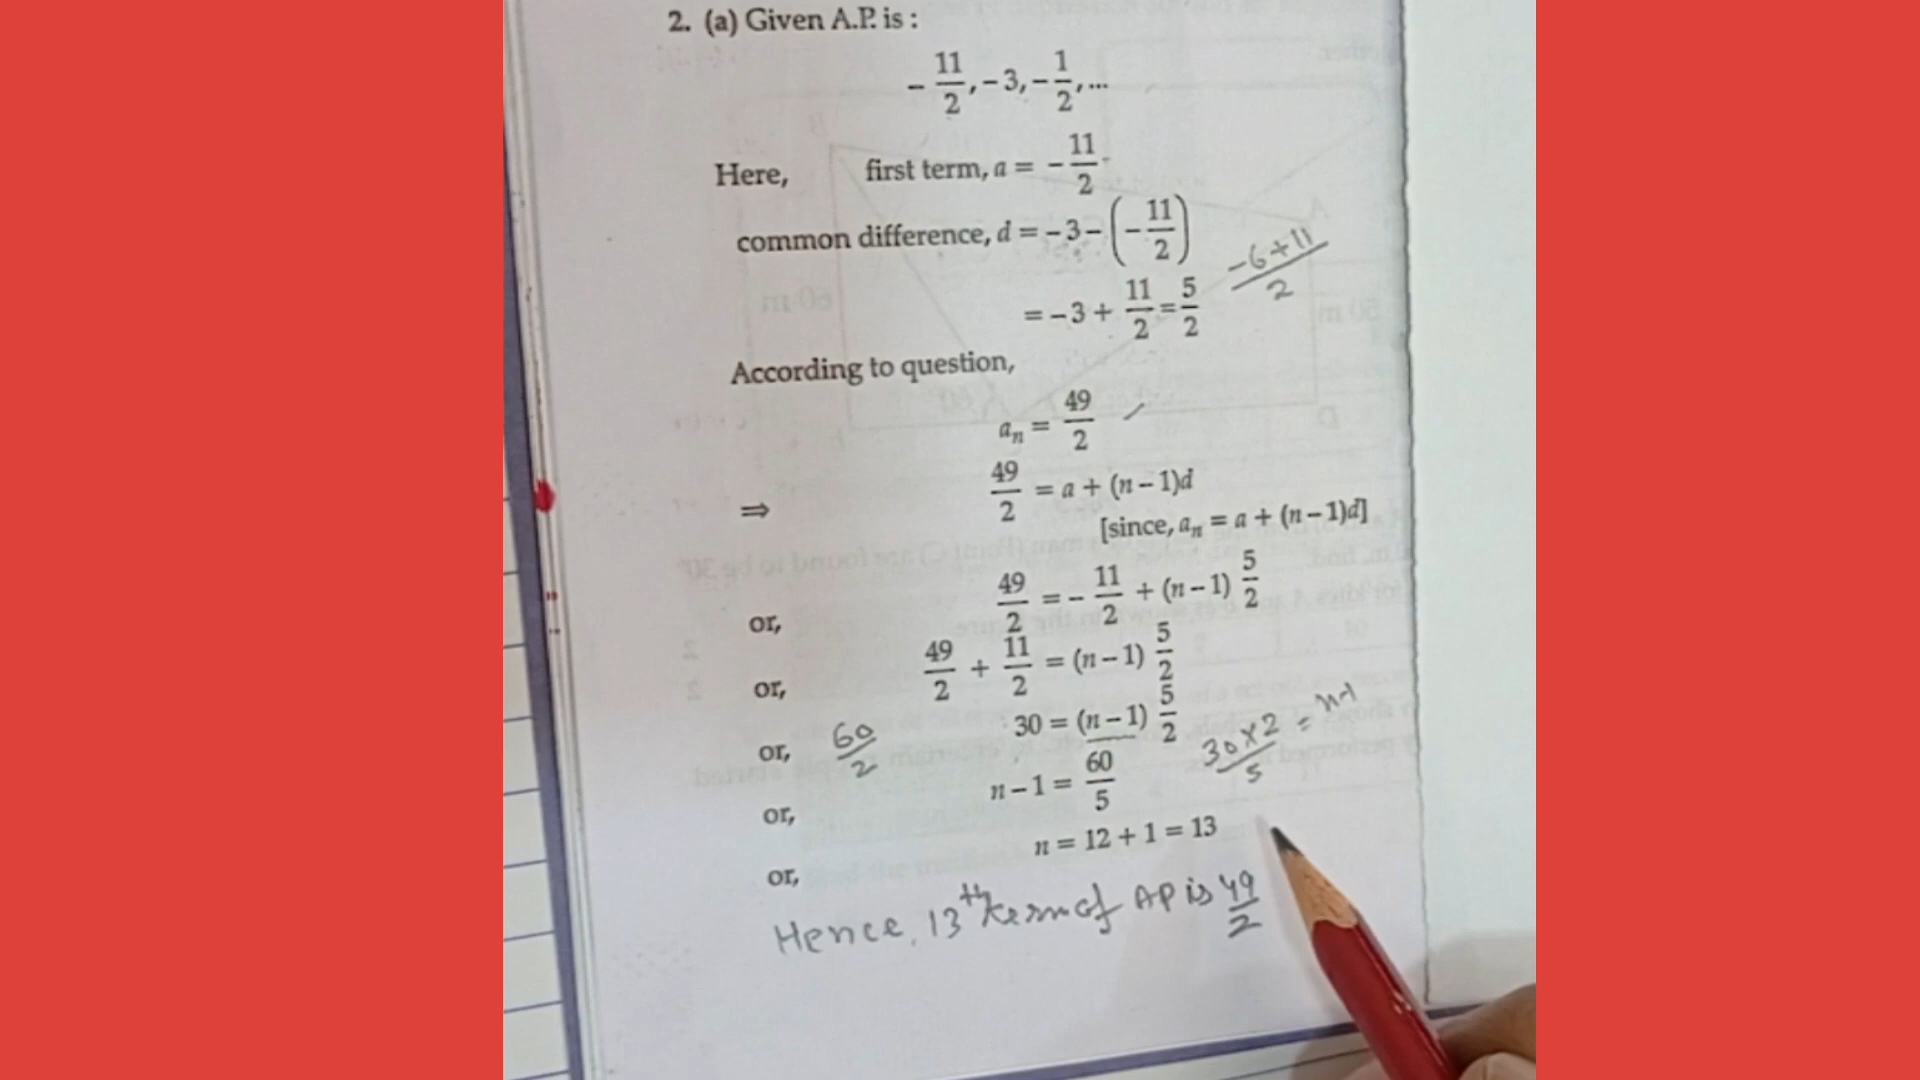 2. (a) Given A.P. is :
- 11/2, - 3, - 1/2, ...
Here, first term, a = - 11/2
common difference, d = - 3 - (- 11/2)
= - 3 + 11/2 = 5/2
-6+11/2
According to question,
aₙ = 49/2
⇒ 49/2 = a + (n – 1)d
[since, aₙ = a + (n – 1)d]
or, 49/2 = - 11/2 + (n – 1) 5/2
or, 49/2 + 11/2 = (n – 1) 5/2
or, 60/2 30 = (n – 1) 5/2
30×2/5 = n-1
or, n – 1 = 60/5
or, n = 12 + 1 = 13
Hence, 13th term of AP is 49/2